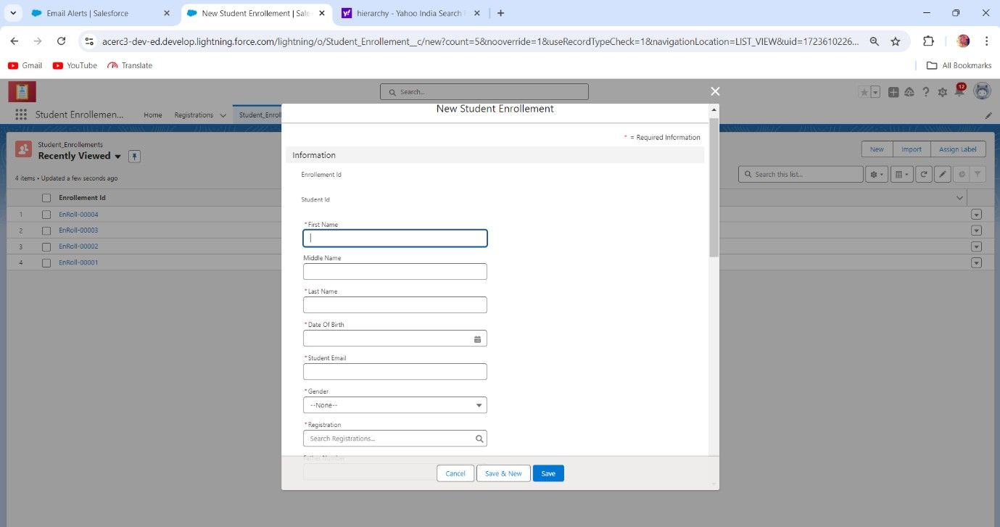 Email Alerts | Salesforce
New Student Enrollement | Sale
hierarchy - Yahoo India Search
acerc3-dev-ed.develop.lightning.force.com/lightning/o/Student_Enrollement__c/new?count=5&nooverride=1&useRecordTypeCheck=1&navigationLocation=LIST_VIEW&uid=1723610226...
Gmail YouTube Translate All Bookmarks
Search... 12
Student Enrollemen... Home Registrations Student_Enroll
New Student Enrollement
* = Required Information
Student_Enrollements
Recently Viewed
New Import Assign Label
4 items • Updated a few seconds ago
Search this list...
Enrollement Id
1 EnRoll-00004
2 EnRoll-00003
3 EnRoll-00002
4 EnRoll-00001
Information
Enrollement Id
Student Id
*First Name
Middle Name
*Last Name
*Date Of Birth
*Student Email
*Gender
--None--
*Registration
Search Registrations...
Father Number
Cancel Save & New Save